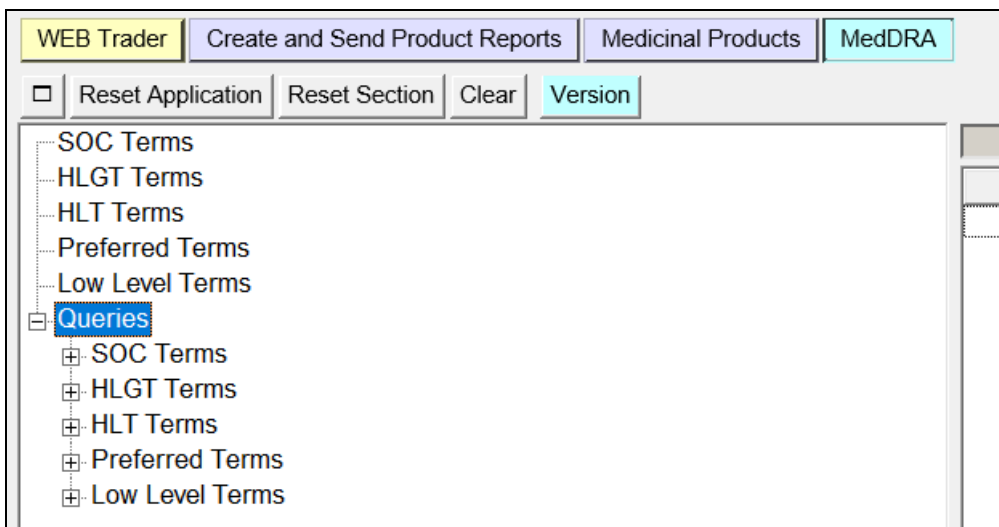 WEB Trader Create and Send Product Reports Medicinal Products MedDRA
Reset Application Reset Section Clear Version
SOC Terms
HLGT Terms
HLT Terms
Preferred Terms
Low Level Terms
Queries
SOC Terms
HLGT Terms
HLT Terms
Preferred Terms
Low Level Terms